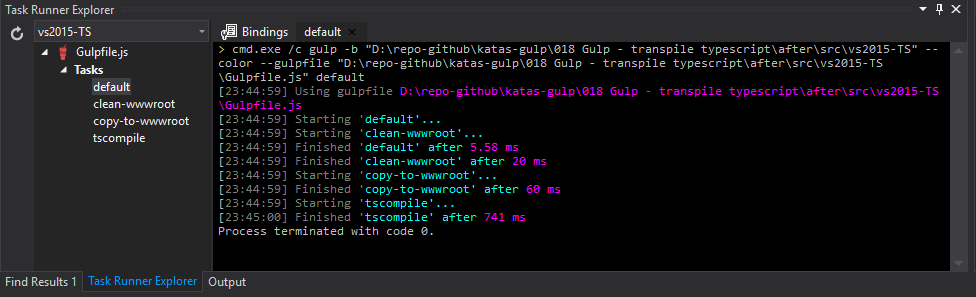 Task Runner Explorer
vs2015-TS
Gulpfile.js
Tasks
default
clean-wwwroot
copy-to-wwwroot
tscompile
Bindings
default
> cmd.exe /c gulp -b "D:\repo-github\katas-gulp\018 Gulp - transpile typescript\after\src\vs2015-TS" --
color --gulpfile "D:\repo-github\katas-gulp\018 Gulp - transpile typescript\after\src\vs2015-TS
\Gulpfile.js" default
[23:44:59] Using gulpfile D:\repo-github\katas-gulp\018 Gulp - transpile typescript\after\src\vs2015-TS
\Gulpfile.js
[23:44:59] Starting 'default'...
[23:44:59] Starting 'clean-wwwroot'...
[23:44:59] Finished 'default' after 5.58 ms
[23:44:59] Finished 'clean-wwwroot' after 20 ms
[23:44:59] Starting 'copy-to-wwwroot'...
[23:44:59] Finished 'copy-to-wwwroot' after 60 ms
[23:44:59] Starting 'tscompile'...
[23:45:00] Finished 'tscompile' after 741 ms
Process terminated with code 0.
Find Results 1
Task Runner Explorer
Output